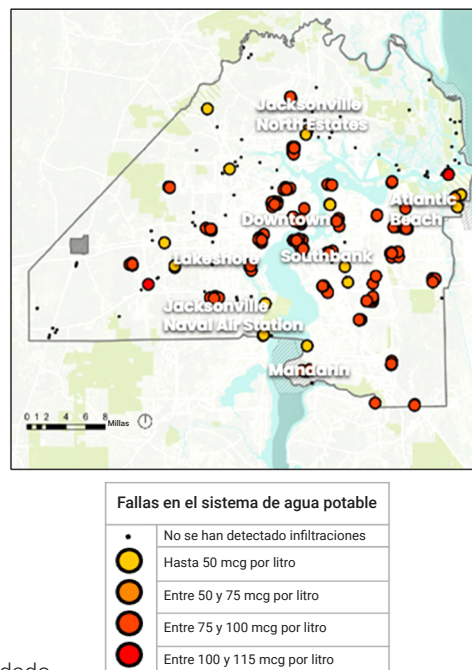 Jacksonville
North Estates
Atlantic
Beach
Downtown
Lakeshore
Southbank
Jacksonville
Naval Air Station
Mandarin
0 1 2 4 6 8 Millas
Fallas en el sistema de agua potable
No se han detectado infiltraciones
Hasta 50 mcg por litro
Entre 50 y 75 mcg por litro
Entre 75 y 100 mcg por litro
Entre 100 y 115 mcg por litro